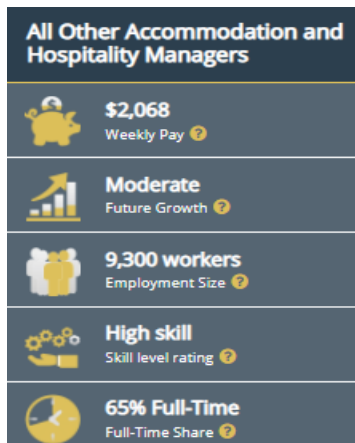 All Other Accommodation and
Hospitality Managers
$2,068
Weekly Pay ?
Moderate
Future Growth ?
9,300 workers
Employment Size ?
High skill
Skill level rating ?
65% Full-Time
Full-Time Share ?